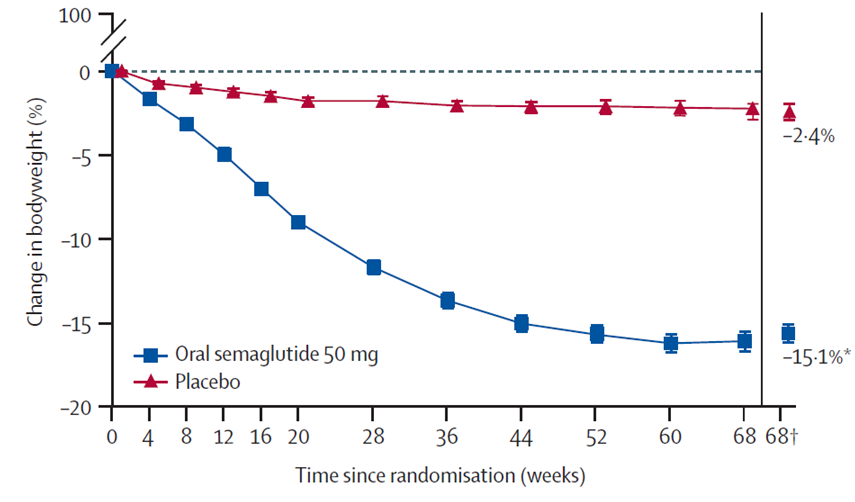 100
0
–5
–10
–15
–20
Change in bodyweight (%)
–2·4%
–15·1%*
Oral semaglutide 50 mg
Placebo
0 4 8 12 16 20 28 36 44 52 60 68 68†
Time since randomisation (weeks)